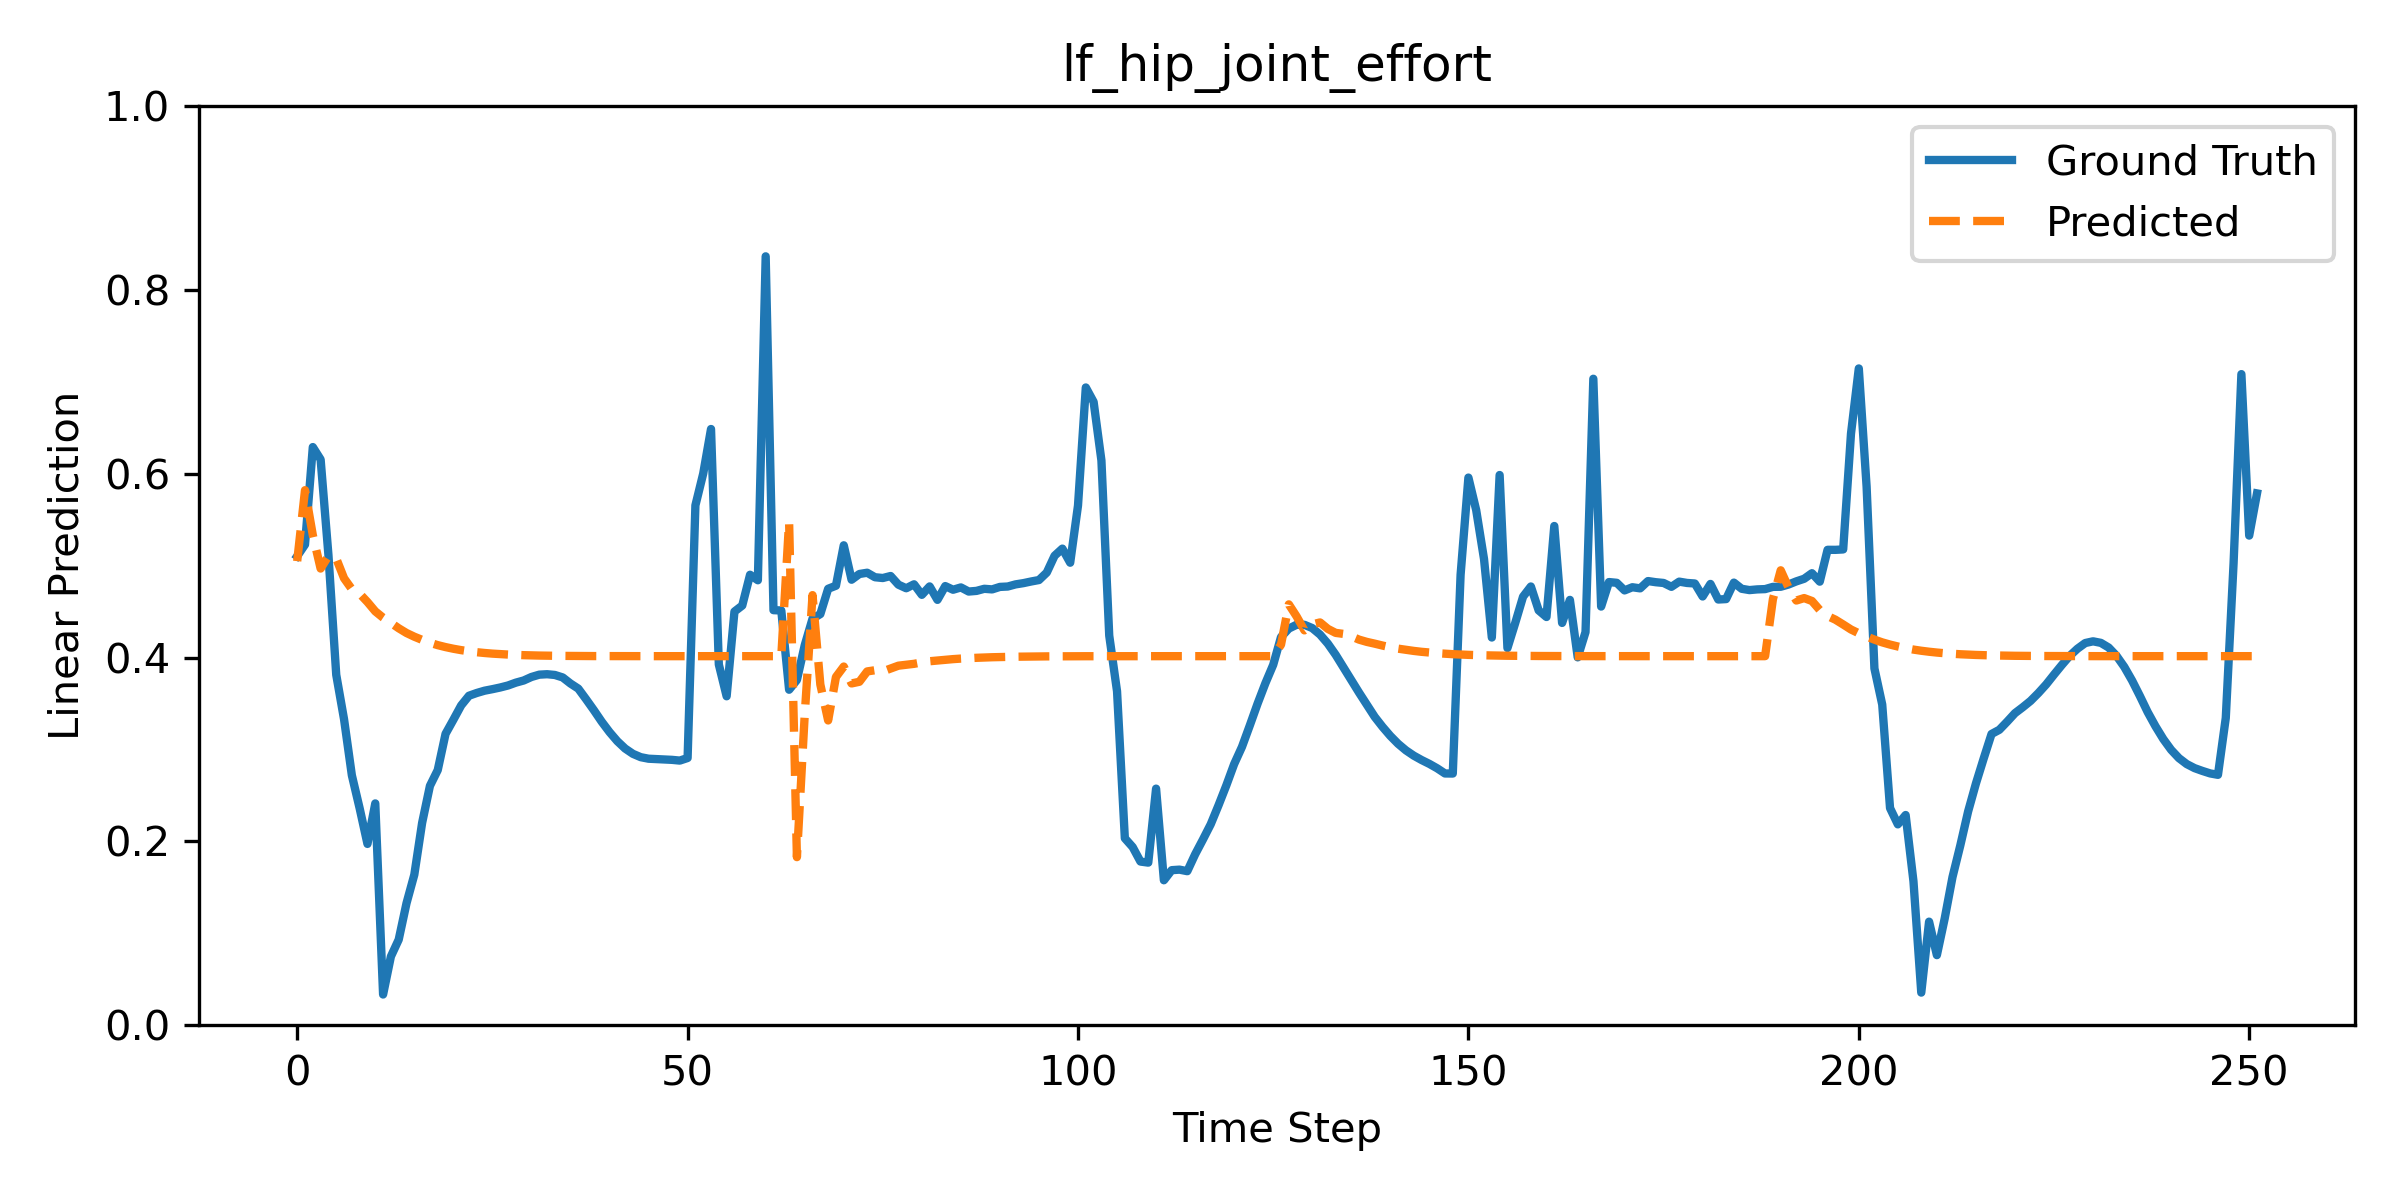 lf_hip_joint_effort
1.0
0.8
0.6
0.4
0.2
0.0
Linear Prediction
Ground Truth
Predicted
0 50 100 150 200 250
Time Step